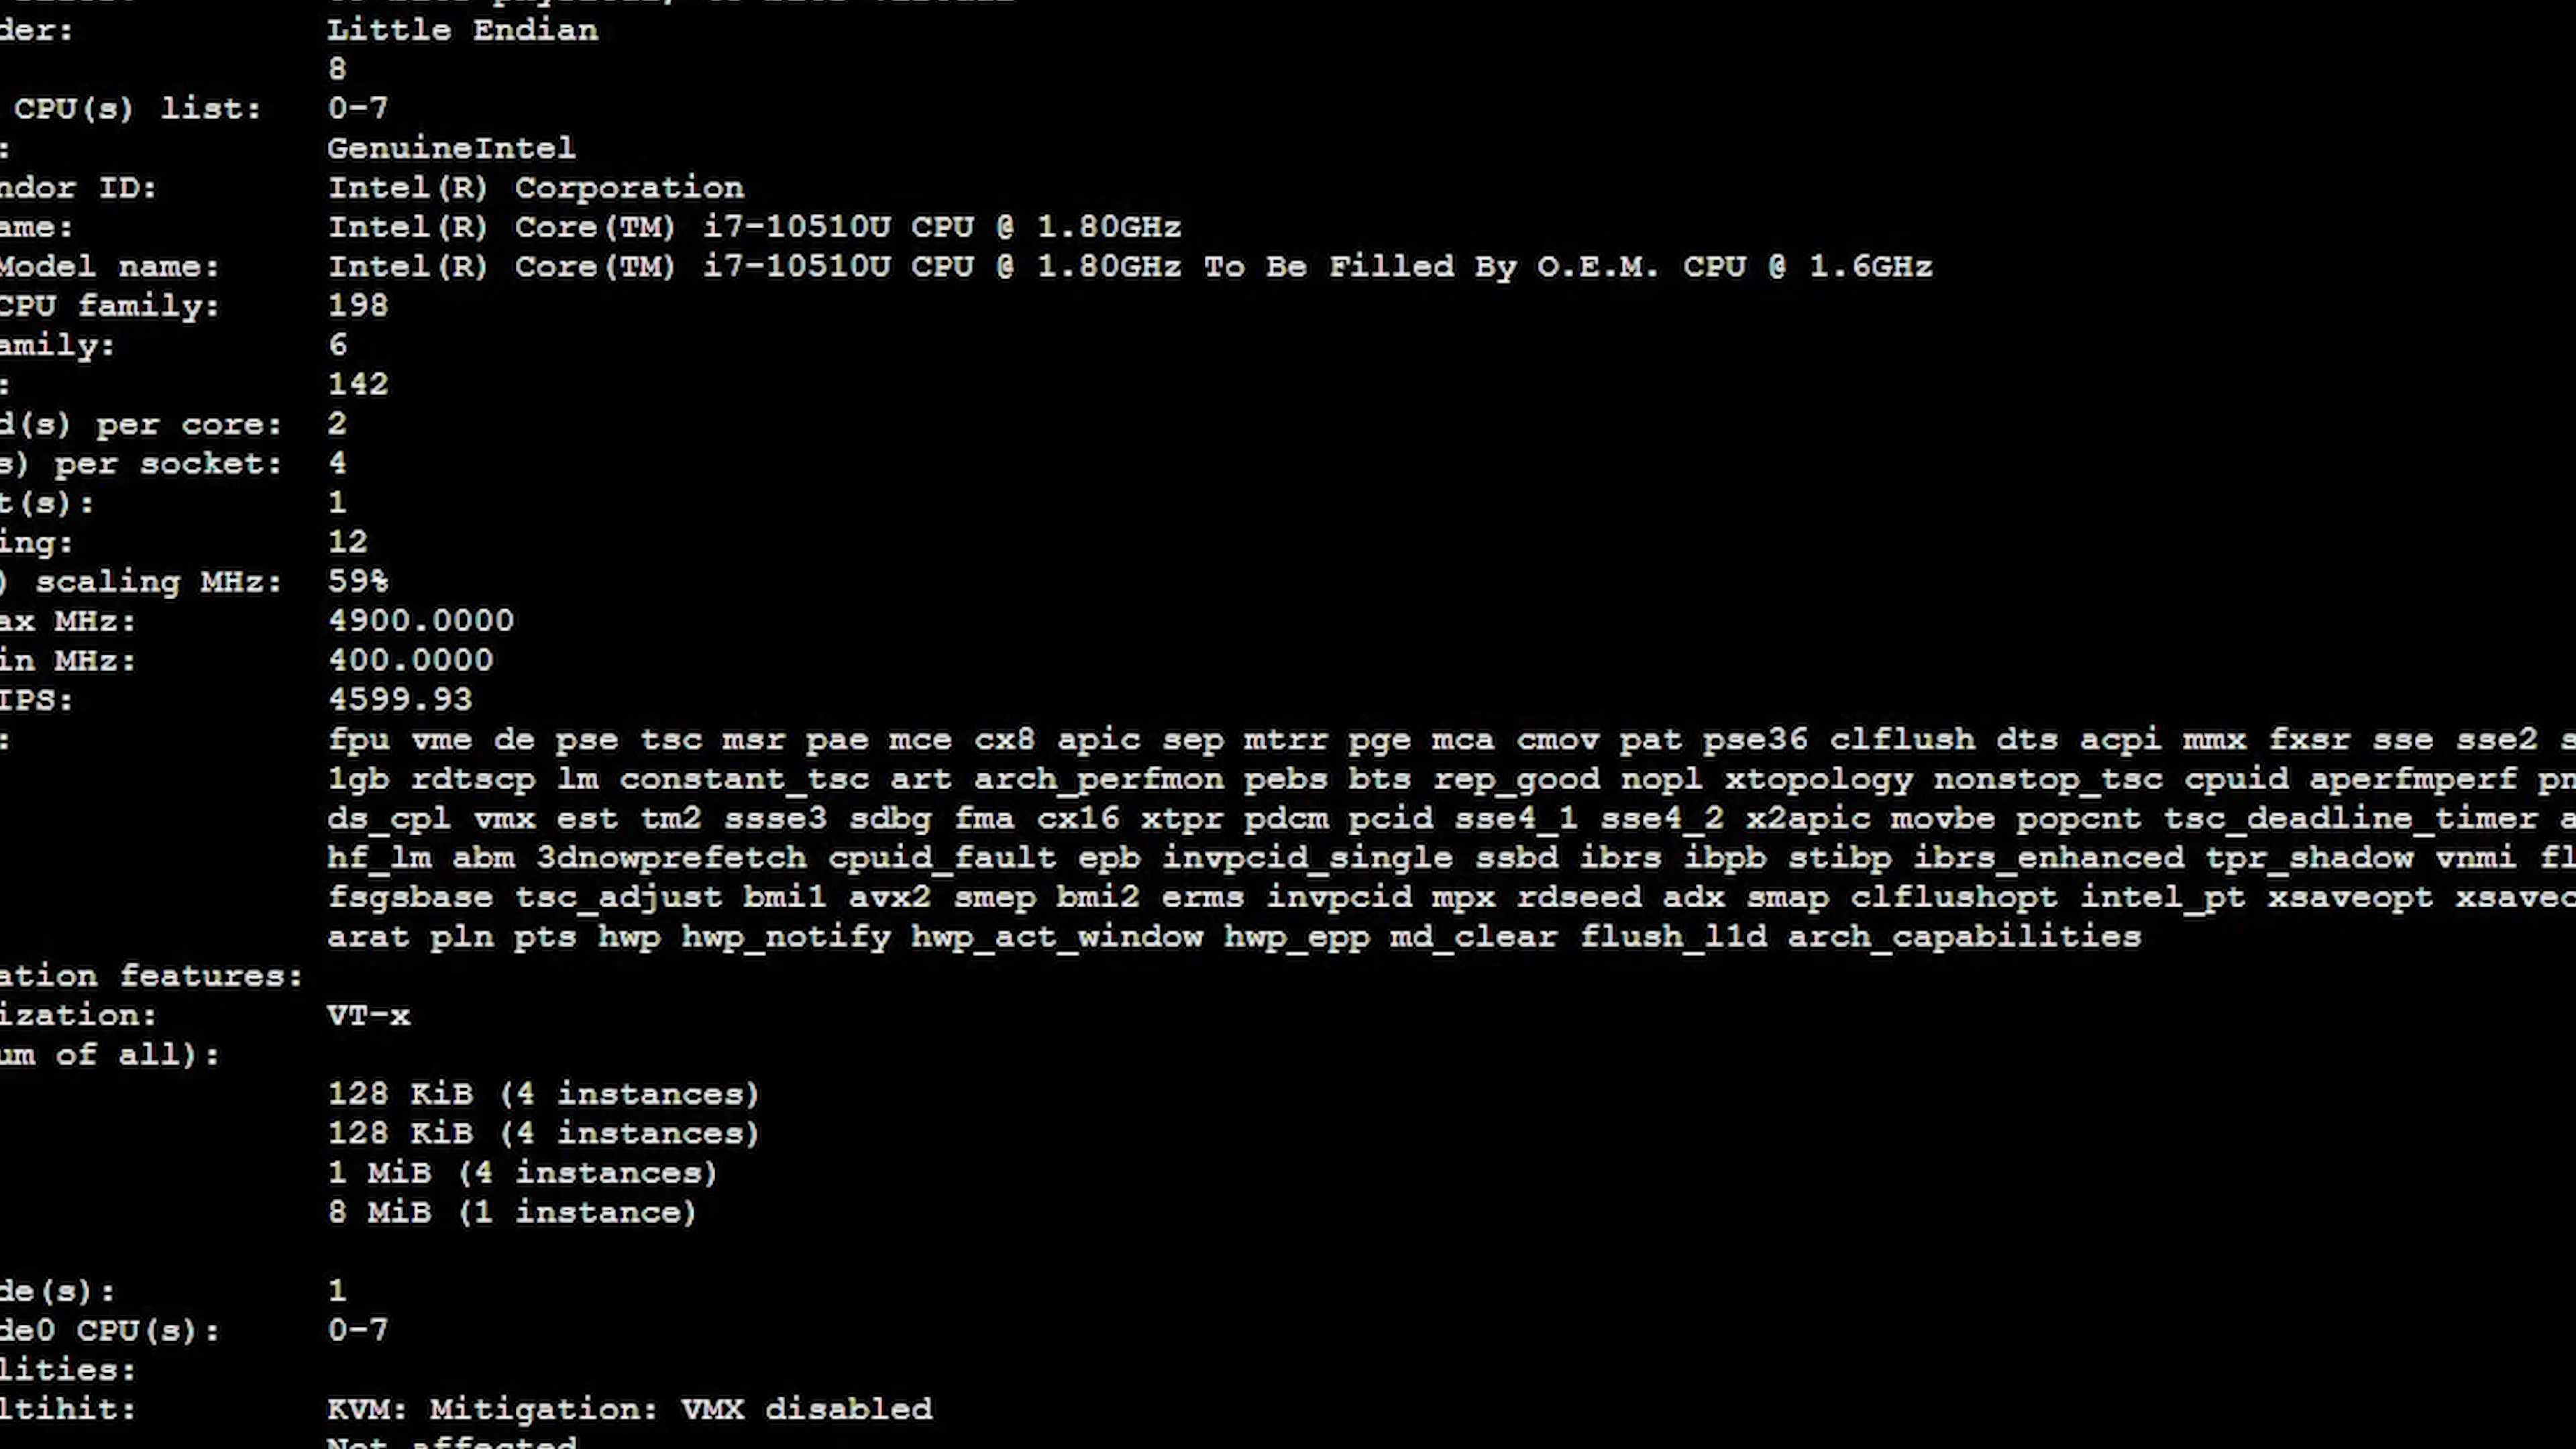 der: Little Endian
8
CPU(s) list: 0-7
: GenuineIntel
ndor ID: Intel(R) Corporation
ame: Intel(R) Core(TM) i7-10510U CPU @ 1.80GHz
Model name: Intel(R) Core(TM) i7-10510U CPU @ 1.80GHz To Be Filled By O.E.M. CPU @ 1.6GHz
CPU family: 198
amily: 6
: 142
d(s) per core: 2
s) per socket: 4
t(s): 1
ing: 12
) scaling MHz: 59%
ax MHz: 4900.0000
in MHz: 400.0000
IPS: 4599.93
: fpu vme de pse tsc msr pae mce cx8 apic sep mtrr pge mca cmov pat pse36 clflush dts acpi mmx fxsr sse sse2 s
1gb rdtscp lm constant_tsc art arch_perfmon pebs bts rep_good nopl xtopology nonstop_tsc cpuid aperfmperf pn
ds_cpl vmx est tm2 ssse3 sdbg fma cx16 xtpr pdcm pcid sse4_1 sse4_2 x2apic movbe popcnt tsc_deadline_timer a
hf_lm abm 3dnowprefetch cpuid_fault epb invpcid_single ssbd ibrs ibpb stibp ibrs_enhanced tpr_shadow vnmi fl
fsgsbase tsc_adjust bmi1 avx2 smep bmi2 erms invpcid mpx rdseed adx smap clflushopt intel_pt xsaveopt xsavec
arat pln pts hwp hwp_notify hwp_act_window hwp_epp md_clear flush_l1d arch_capabilities
ation features:
ization: VT-x
um of all):
128 KiB (4 instances)
128 KiB (4 instances)
1 MiB (4 instances)
8 MiB (1 instance)
de(s): 1
de0 CPU(s): 0-7
lities:
ltihit: KVM: Mitigation: VMX disabled
Not affected